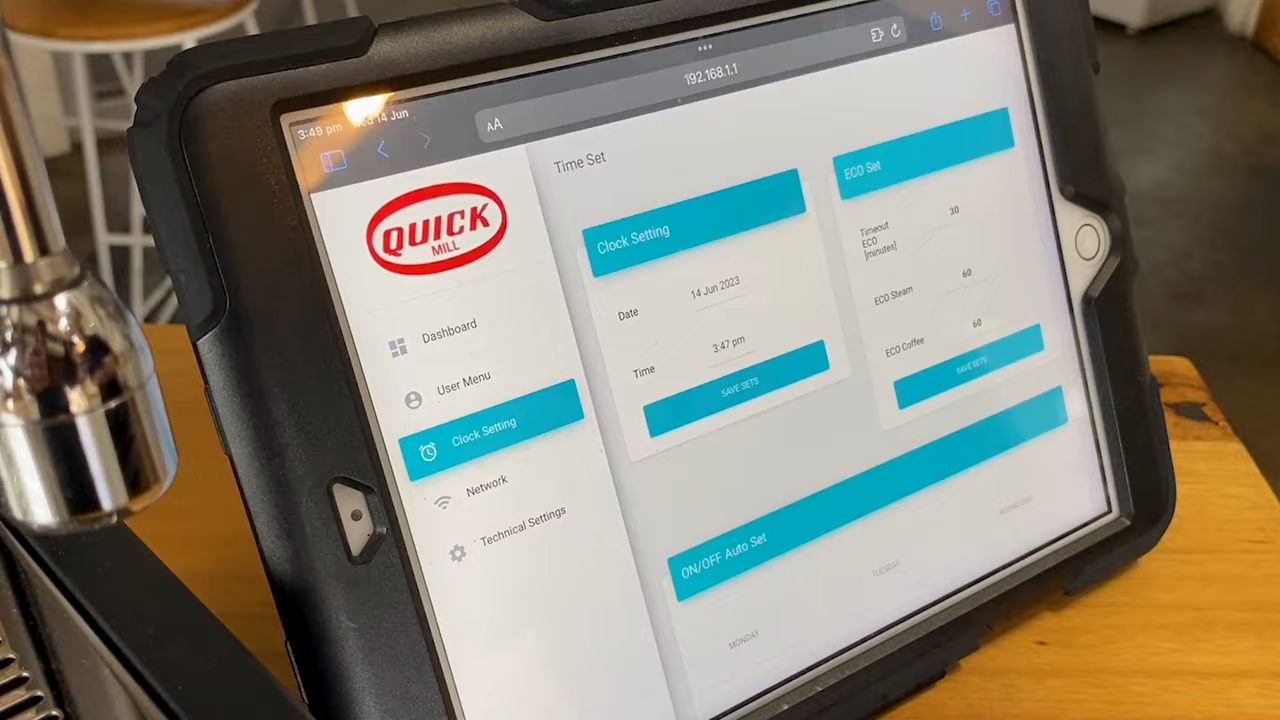 3:49 pm Wed 14 Jun
AA
192.168.1.1
QUICK
MILL
Dashboard
User Menu
Clock Setting
Network
Technical Settings
Time Set
Clock Setting
Date
14 Jun 2023
Time
3:47 pm
SAVE SETS
ECO Set
Timeout
ECO
[minutes]
30
ECO Steam
60
ECO Coffee
60
SAVE SETS
ON/OFF Auto Set
MONDAY
TUESDAY
WEDNESDAY